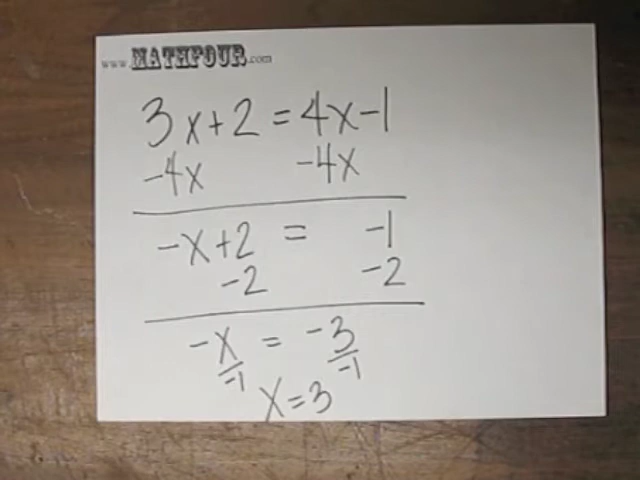 www.MATHFOUR.com
3x+2=4x-1
-4x -4x
-x+2 = -1
-2 -2
-x = -3
-1 -1
x=3